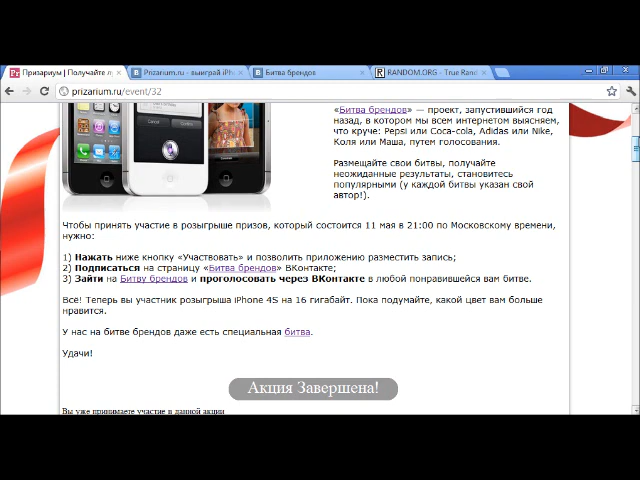 Призариум | Получайте п
Prizarium.ru - выиграй iPh
Битва брендов
RANDOM.ORG - True Rand
prizarium.ru/event/32
«Битва брендов» — проект, запустившийся год
назад, в котором мы всем интернетом выясняем,
что круче: Pepsi или Coca-cola, Adidas или Nike,
Коля или Маша, путем голосования.
Размещайте свои битвы, получайте
неожиданные результаты, становитесь
популярными (у каждой битвы указан свой
автор!).
Чтобы принять участие в розыгрыше призов, который состоится 11 мая в 21:00 по Московскому времени,
нужно:
1) Нажать ниже кнопку «Участвовать» и позволить приложению разместить запись;
2) Подписаться на страницу «Битва брендов» ВКонтакте;
3) Зайти на Битву брендов и проголосовать через ВКонтакте в любой понравившейся вам битве.
Все! Теперь вы участник розыгрыша iPhone 4S на 16 гигабайт. Пока подумайте, какой цвет вам больше
нравится.
У нас на битве брендов даже есть специальная битва.
Удачи!
Акция Завершена!
Вы уже принимаете участие в данной акции